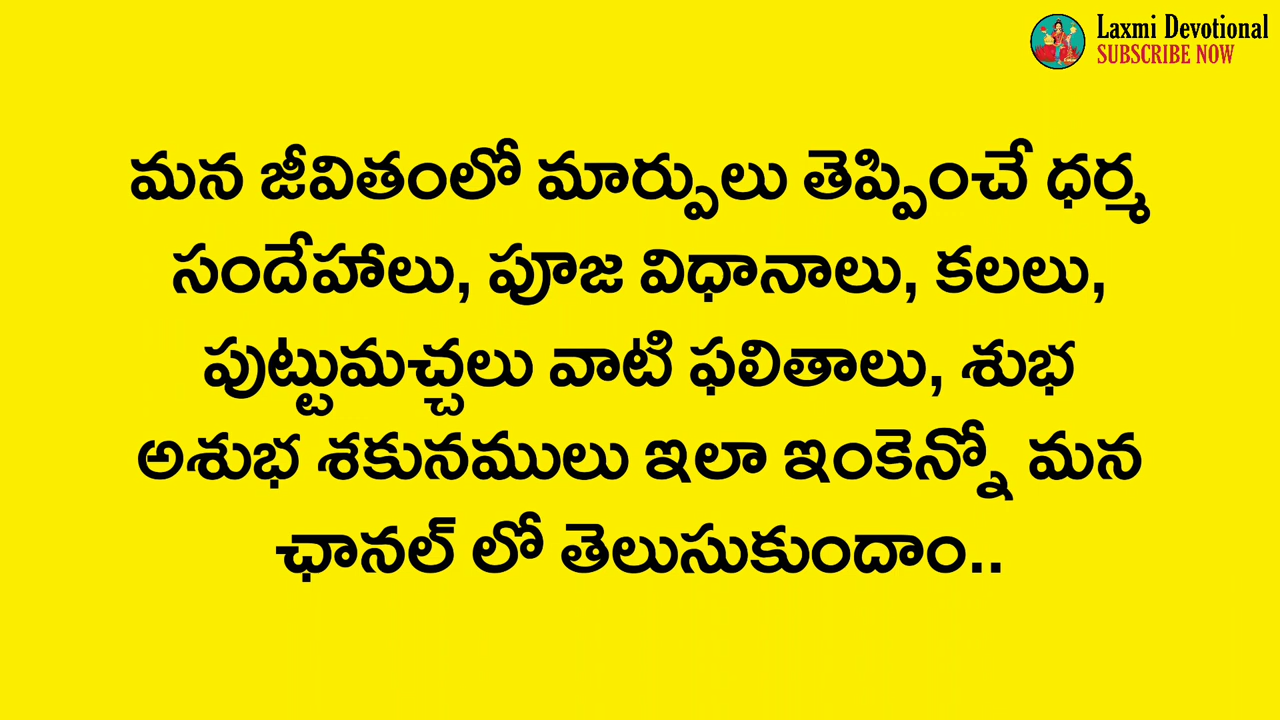 Laxmi Devotional
SUBSCRIBE NOW
మన జీవితంలో మార్పులు తెప్పించే ధర్మ
సందేహాలు, పూజ విధానాలు, కలలు,
పుట్టుమచ్చలు వాటి ఫలితాలు, శుభ
అశుభ శకునములు ఇలా ఇంకెన్నో మన
ఛానల్ లో తెలుసుకుందాం..